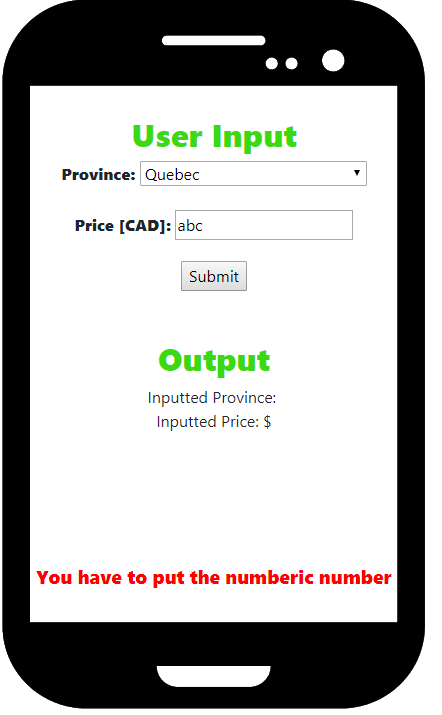 User Input
Province: Quebec
Price [CAD]: abc
Submit
Output
Inputted Province:
Inputted Price: $
You have to put the numberic number